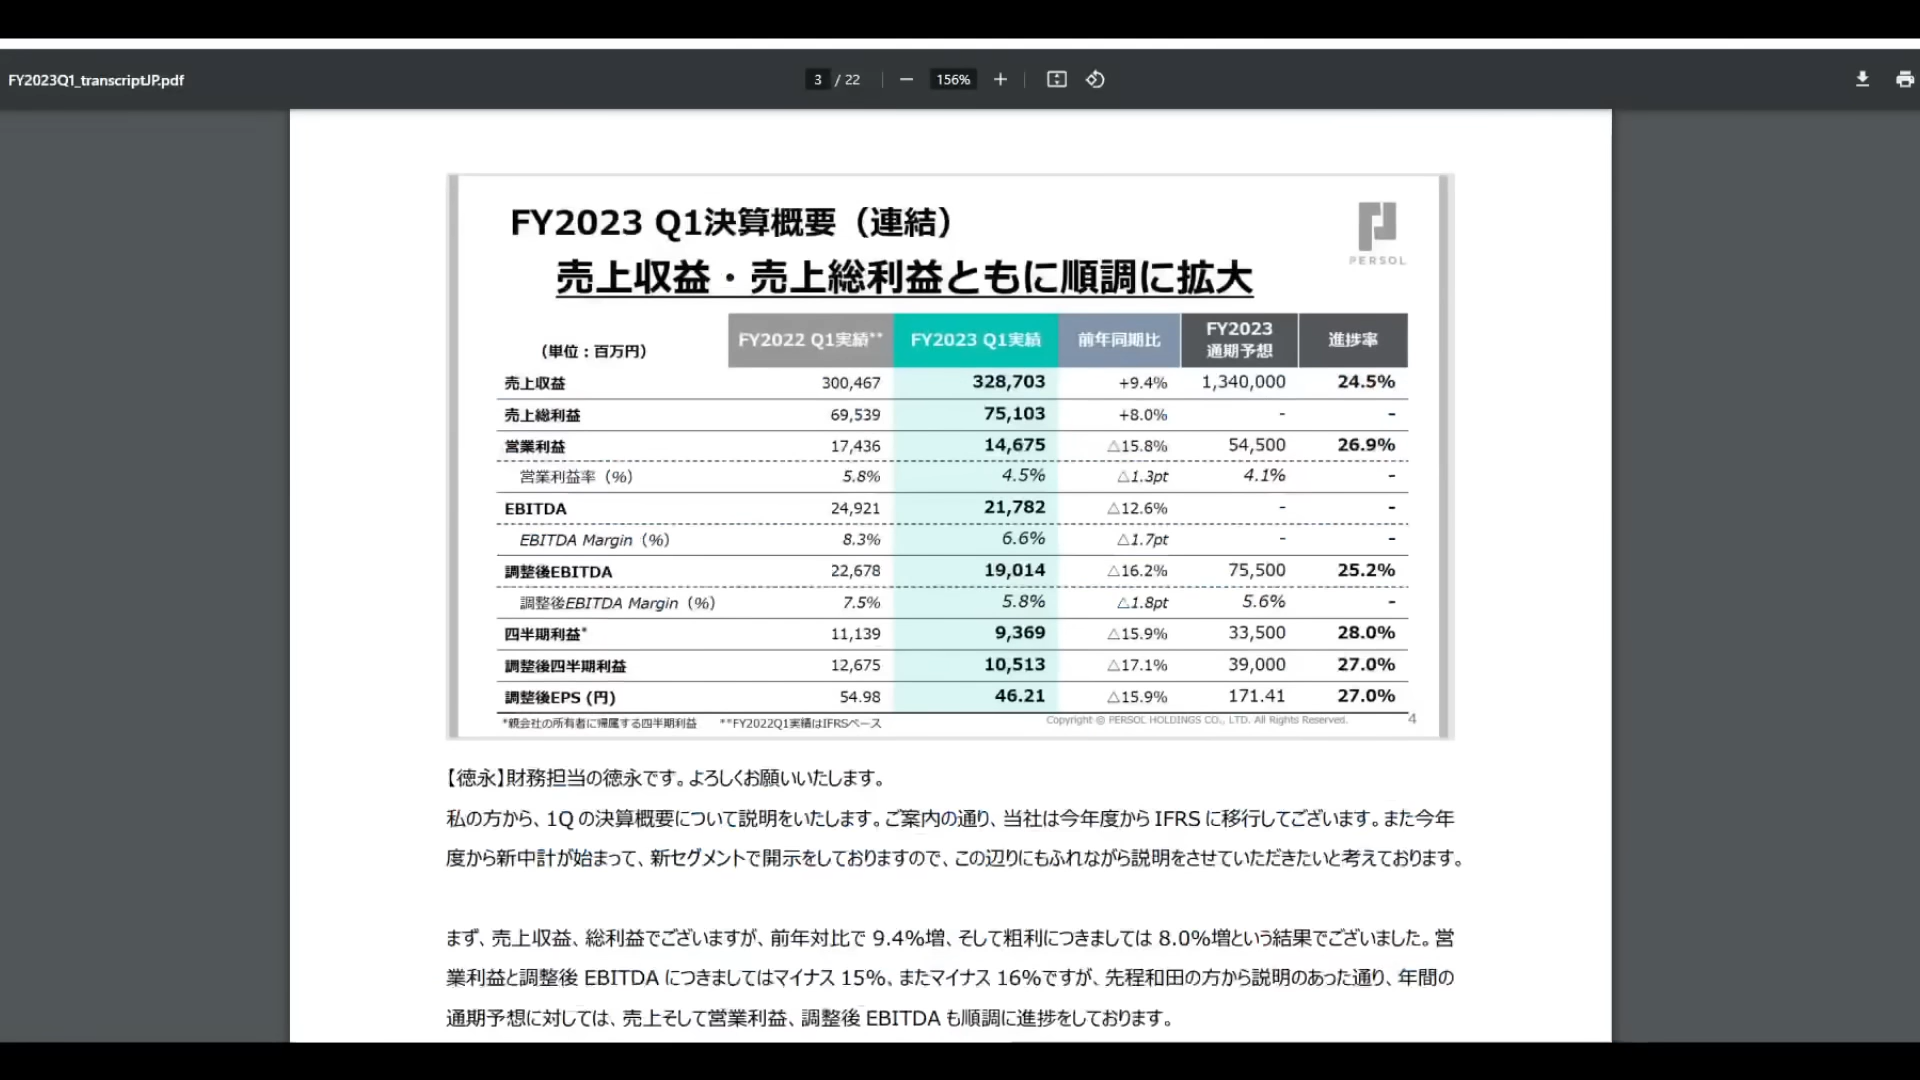 FY2023Q1_transcriptJP.pdf
3 / 22
156%
FY2023 Q1決算概要（連結）
PERSOL
売上収益・売上総利益ともに順調に拡大
（単位：百万円） FY2022 Q1実績** FY2023 Q1実績 前年同期比 FY2023 通期予想 進捗率
売上収益 300,467 328,703 +9.4% 1,340,000 24.5%
売上総利益 69,539 75,103 +8.0% - -
営業利益 17,436 14,675 △15.8% 54,500 26.9%
営業利益率（%） 5.8% 4.5% △1.3pt 4.1% -
EBITDA 24,921 21,782 △12.6% - -
EBITDA Margin（%） 8.3% 6.6% △1.7pt - -
調整後EBITDA 22,678 19,014 △16.2% 75,500 25.2%
調整後EBITDA Margin（%） 7.5% 5.8% △1.8pt 5.6% -
四半期利益* 11,139 9,369 △15.9% 33,500 28.0%
調整後四半期利益 12,675 10,513 △17.1% 39,000 27.0%
調整後EPS (円) 54.98 46.21 △15.9% 171.41 27.0%
*親会社の所有者に帰属する四半期利益 **FY2022Q1実績はIFRSベース Copyright © PERSOL HOLDINGS CO., LTD. All Rights Reserved. 4
【徳永】財務担当の徳永です。よろしくお願いいたします。
私の方から、1Q の決算概要について説明をいたします。ご案内の通り、当社は今年度から IFRS に移行してございます。また今年
度から新中計が始まって、新セグメントで開示をしておりますので、この辺りにもふれながら説明をさせていただきたいと考えております。
まず、売上収益、総利益でございますが、前年対比で 9.4%増、そして粗利につきましては 8.0%増という結果でございました。営
業利益と調整後 EBITDA につきましてはマイナス 15%。またマイナス 16%ですが、先程和田の方から説明のあった通り、年間の
通期予想に対しては、売上そして営業利益、調整後 EBITDA も順調に進捗をしております。